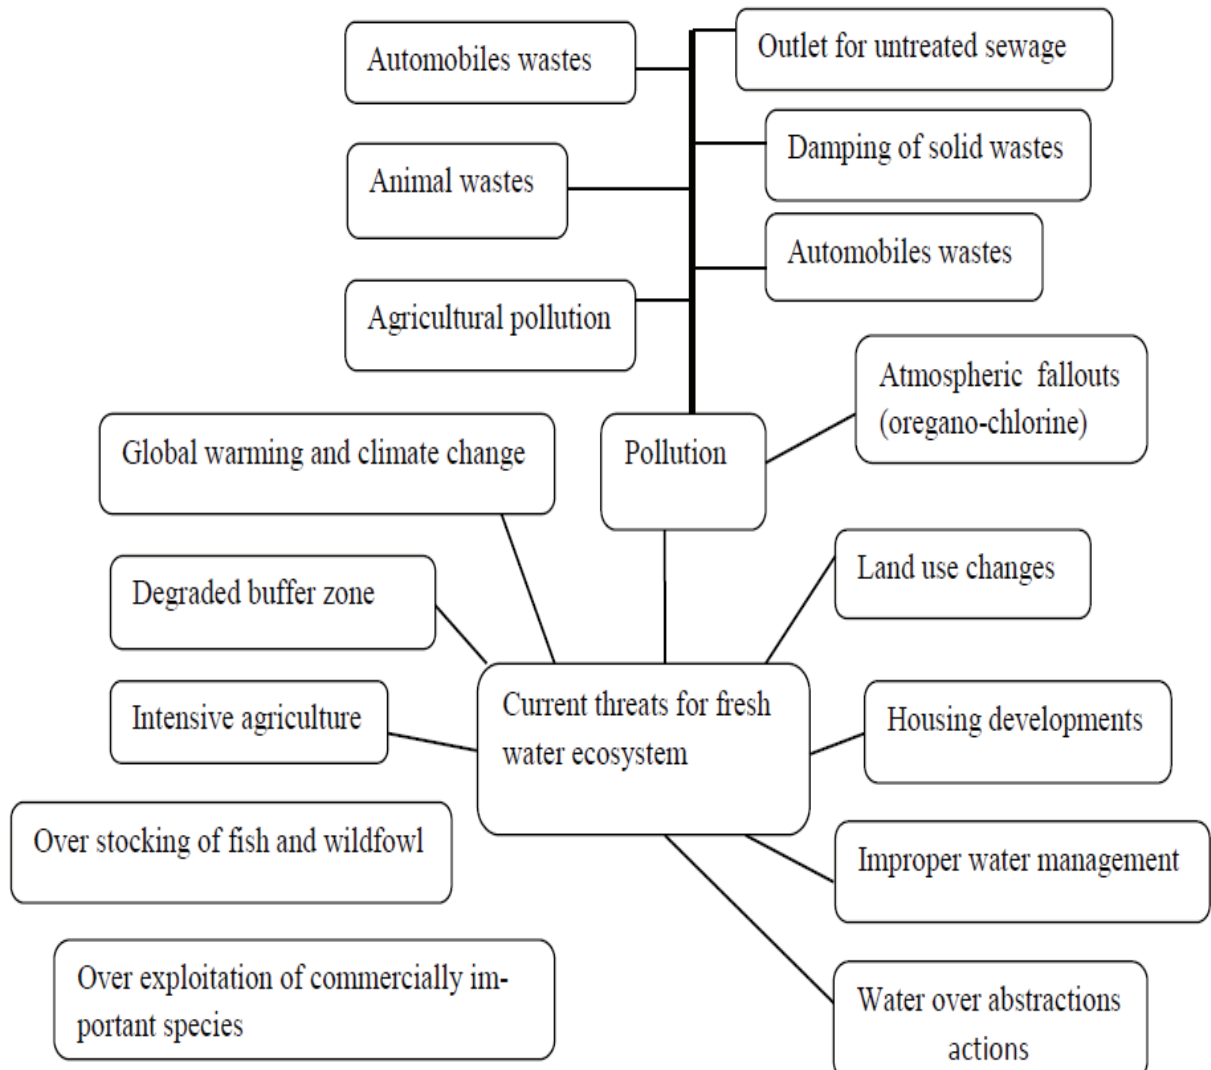 Automobiles wastes
Outlet for untreated sewage
Animal wastes
Damping of solid wastes
Automobiles wastes
Agricultural pollution
Atmospheric fallouts
(oregano-chlorine)
Global warming and climate change
Pollution
Degraded buffer zone
Land use changes
Intensive agriculture
Current threats for fresh
water ecosystem
Housing developments
Over stocking of fish and wildfowl
Improper water management
Over exploitation of commercially im-
portant species
Water over abstractions
actions